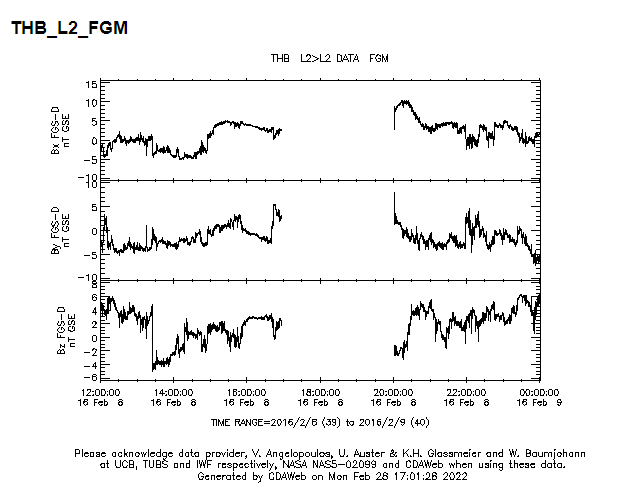 THB_L2_FGM
THB L2>L2 DATA FGM
15
10
5
0
-5
-10
Bx FGS-D
nT GSE
10
5
0
-5
-10
By FGS-D
nT GSE
8
6
4
2
0
-2
-4
-6
Bz FGS-D
nT GSE
12:00:00 14:00:00 16:00:00 18:00:00 20:00:00 22:00:00 00:00:00
16 Feb 8 16 Feb 8 16 Feb 8 16 Feb 8 16 Feb 8 16 Feb 8 16 Feb 9
TIME RANGE=2016/2/8 (39) to 2016/2/9 (40)
Please acknowledge data provider, V. Angelopoulos, U. Auster & K.H. Glassmeier and W. Baumjohann
at UCB, TUBS and IWF respectively, NASA NAS5-02099 and CDAWeb when using these data.
Generated by CDAWeb on Mon Feb 28 17:01:26 2022